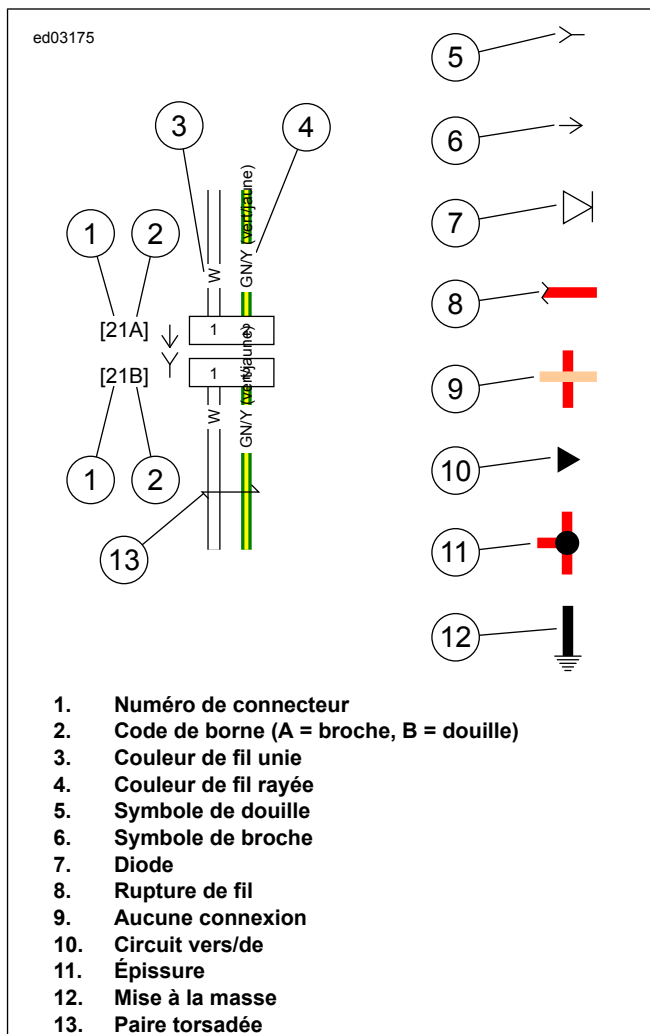 ed03175
5
3
4
6
GN/Y (vert/jaune)
1
2
7
W
[21A]
1
2
8
[21B]
1
2
GN/Y (vert/jaune)
9
W
1
2
10
13
11
12
1. Numéro de connecteur
2. Code de borne (A = broche, B = douille)
3. Couleur de fil unie
4. Couleur de fil rayée
5. Symbole de douille
6. Symbole de broche
7. Diode
8. Rupture de fil
9. Aucune connexion
10. Circuit vers/de
11. Épissure
12. Mise à la masse
13. Paire torsadée